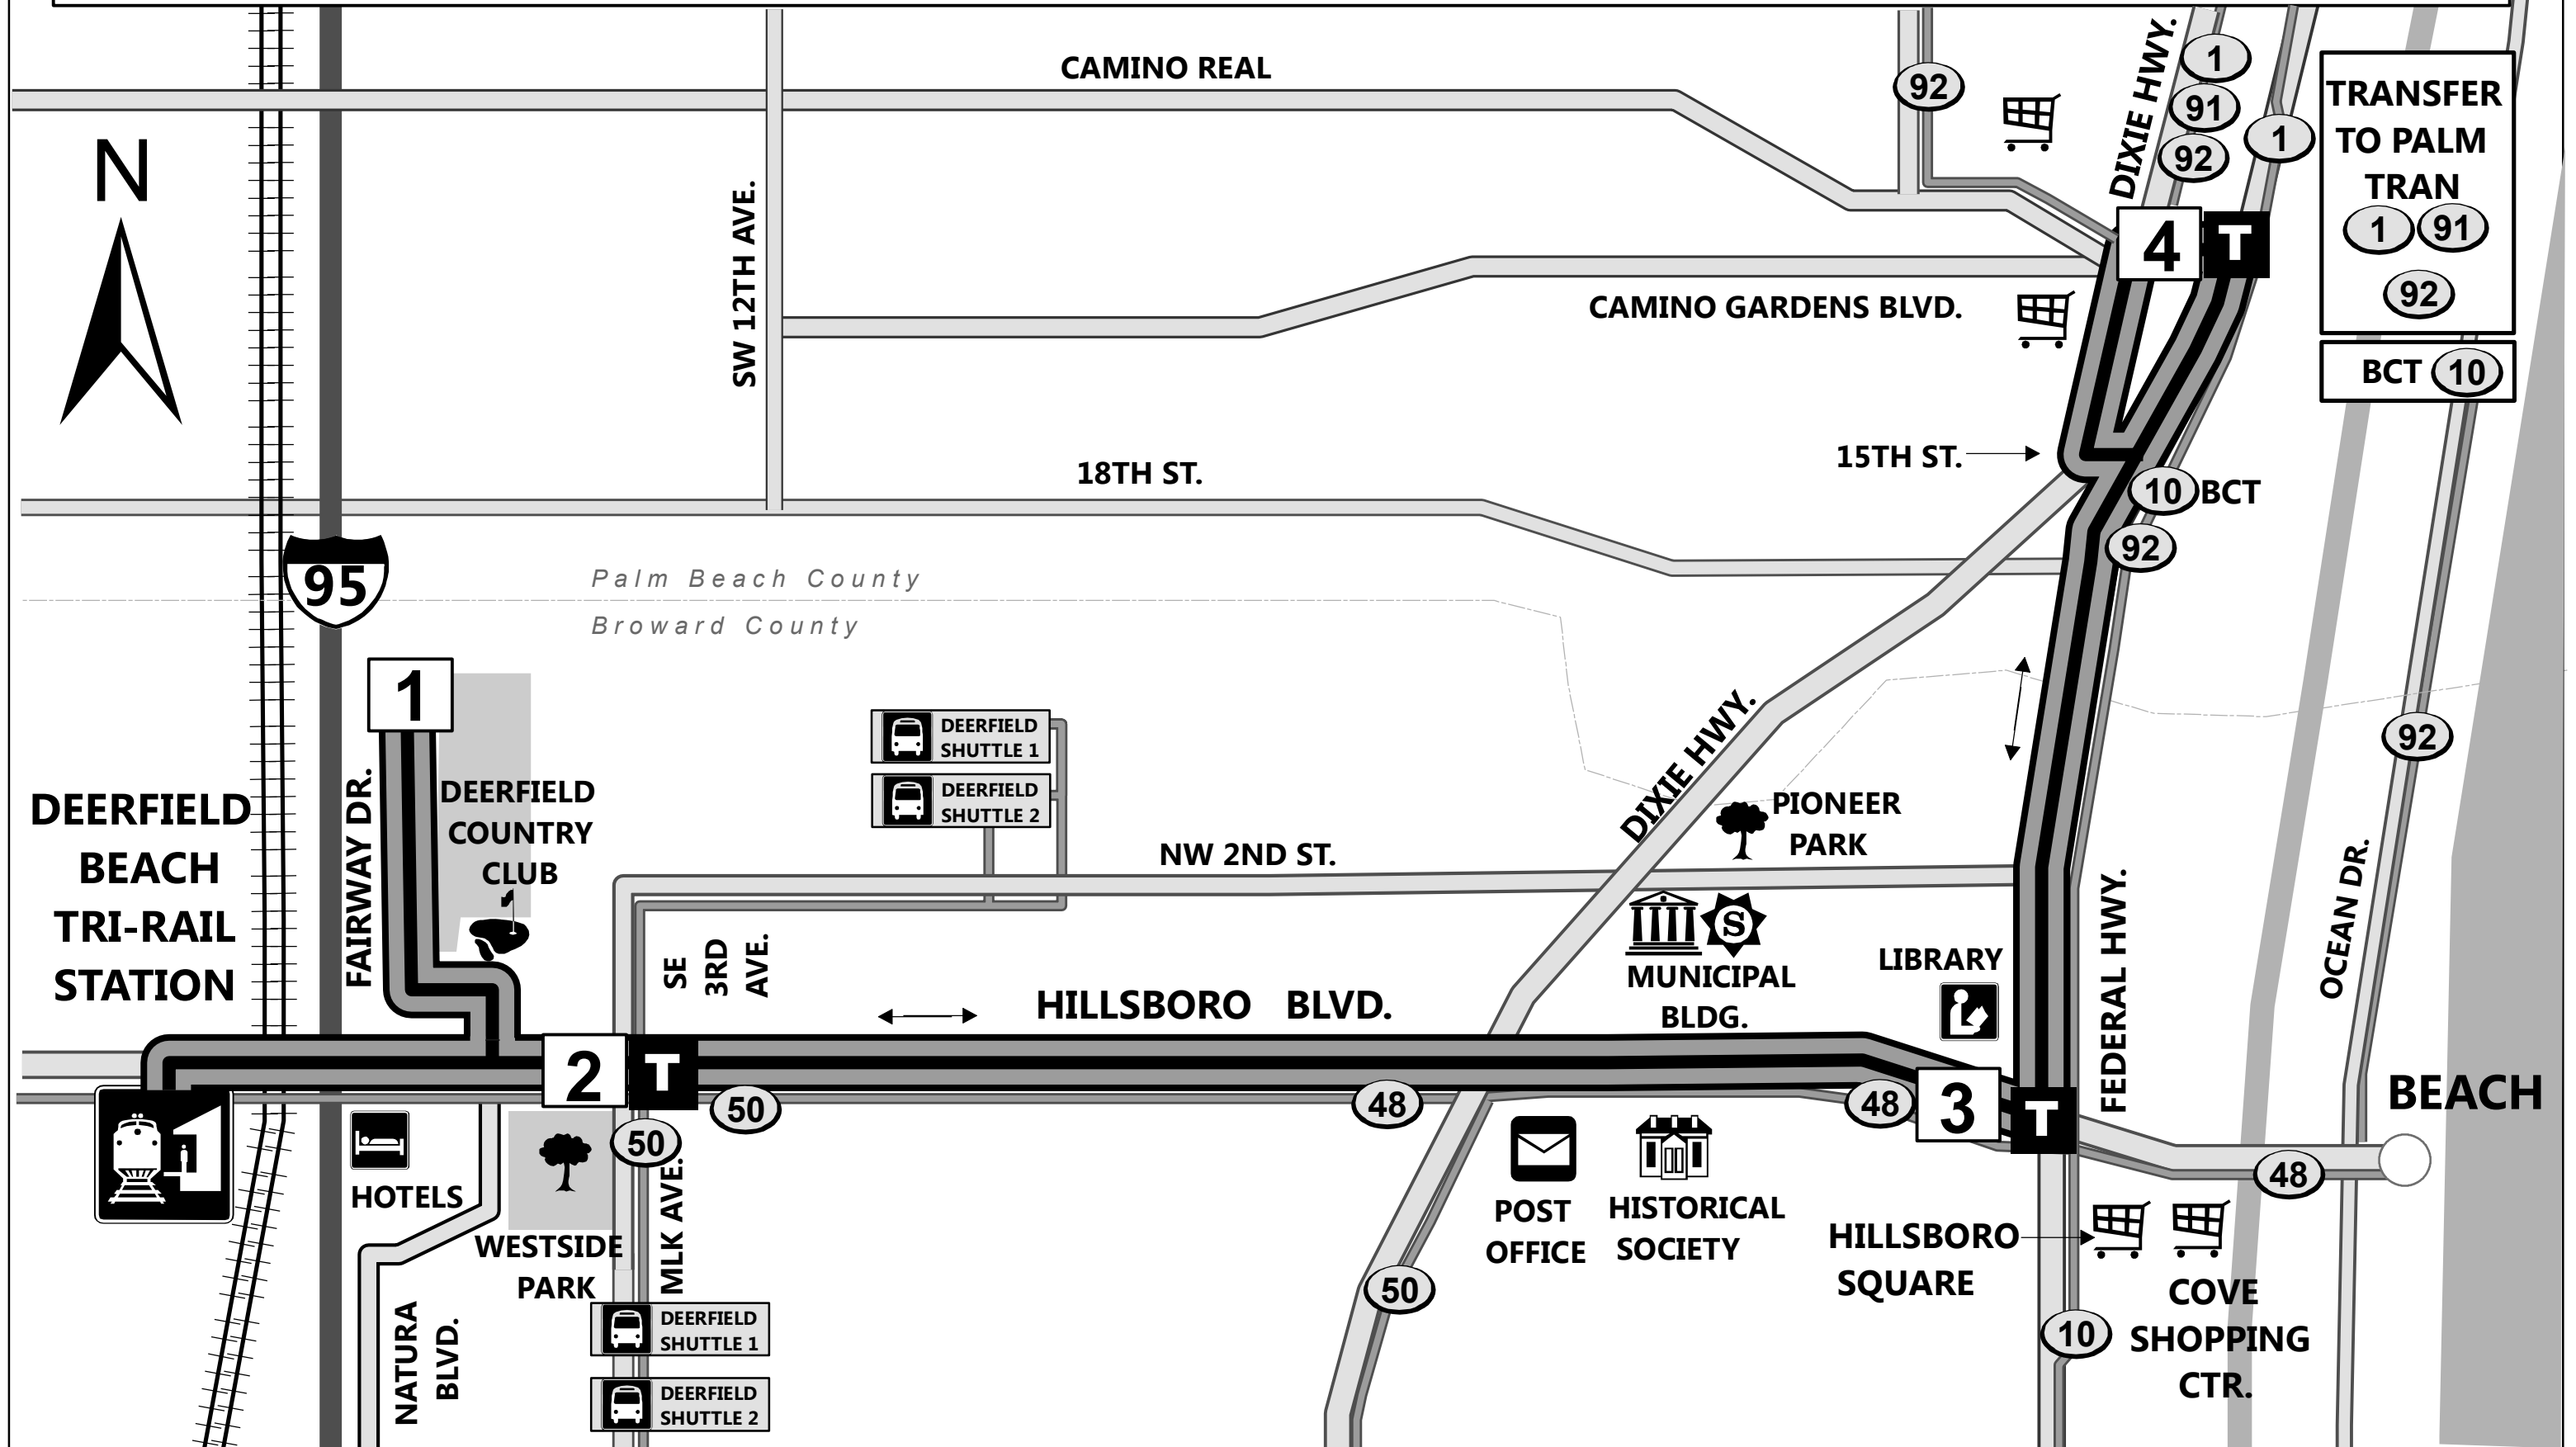 CAMINO REAL
92
DIXIE HWY.
1
91
92
1
TRANSFER
TO PALM
TRAN
1 91
92
BCT 10
N
SW 12TH AVE.
4 T
CAMINO GARDENS BLVD.
15TH ST.
18TH ST.
10 BCT
92
95
Palm Beach County
Broward County
1
DEERFIELD
SHUTTLE 1
DEERFIELD
SHUTTLE 2
DIXIE HWY.
92
DEERFIELD
BEACH
TRI-RAIL
STATION
FAIRWAY DR.
DEERFIELD
COUNTRY
CLUB
NW 2ND ST.
PIONEER
PARK
S
MUNICIPAL
BLDG.
LIBRARY
FEDERAL HWY.
OCEAN DR.
SE
3RD
AVE.
HILLSBORO BLVD.
2 T
50
48
48
3 T
BEACH
50
48
HOTELS
WESTSIDE
PARK
MLK AVE.
POST
OFFICE
HISTORICAL
SOCIETY
HILLSBORO
SQUARE
50
10
COVE
SHOPPING
CTR.
NATURA
BLVD.
DEERFIELD
SHUTTLE 1
DEERFIELD
SHUTTLE 2